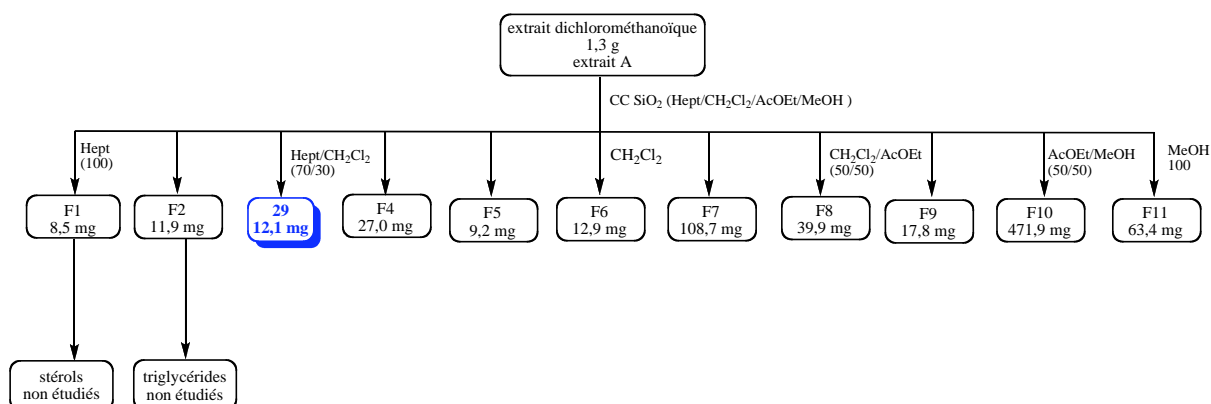 extrait dichlorométhanoïque
1,3 g
extrait A
CC SiO₂ (Hept/CH₂Cl₂/AcOEt/MeOH )
Hept
(100)
Hept/CH₂Cl₂
(70/30)
CH₂Cl₂
CH₂Cl₂/AcOEt
(50/50)
AcOEt/MeOH
(50/50)
MeOH
100
F1
8,5 mg
F2
11,9 mg
29
12,1 mg
F4
27,0 mg
F5
9,2 mg
F6
12,9 mg
F7
108,7 mg
F8
39,9 mg
F9
17,8 mg
F10
471,9 mg
F11
63,4 mg
stérols
non étudiés
triglycérides
non étudiés